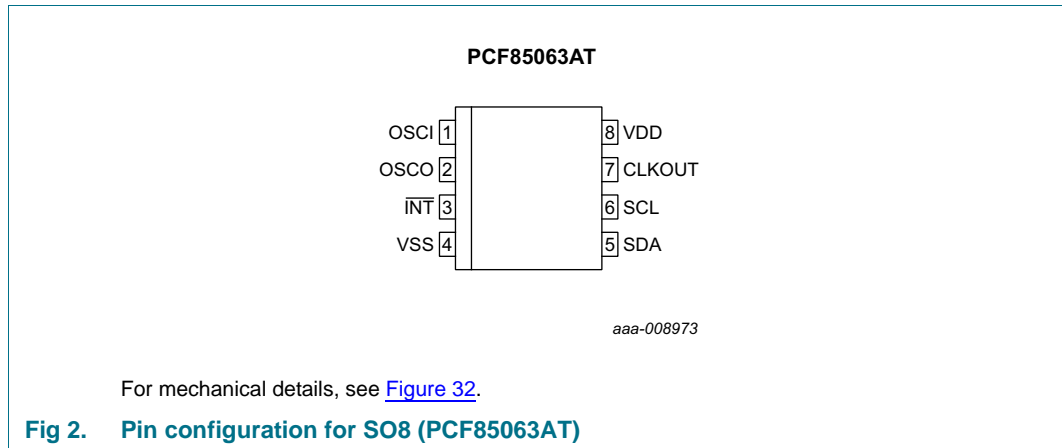 PCF85063AT
OSCI 1 8 VDD
OSCO 2 7 CLKOUT
INT 3 6 SCL
VSS 4 5 SDA
aaa-008973
For mechanical details, see Figure 32.
Fig 2. Pin configuration for SO8 (PCF85063AT)